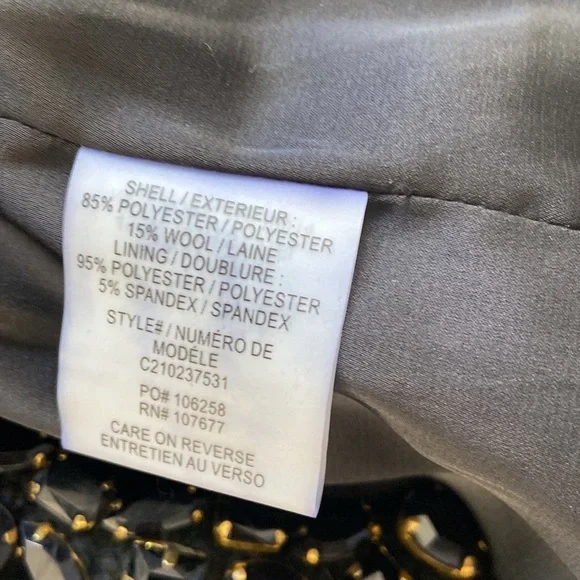 SHELL / EXTERIEUR :
85% POLYESTER / POLYESTER
15% WOOL / LAINE
LINING / DOUBLURE :
95% POLYESTER / POLYESTER
5% SPANDEX / SPANDEX
STYLE# / NUMÉRO DE
MODÉLE
C210237531
PO# 106258
RN# 107677
CARE ON REVERSE
ENTRETIEN AU VERSO